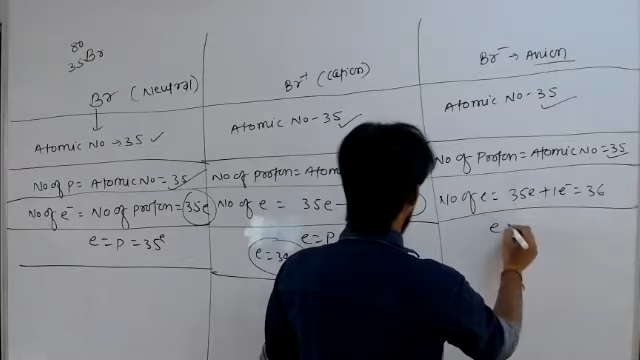 80
35 Br
Br (Neutral)
Atomic No → 35 ✓
No of P = Atomic No = 35
No of e⁻ = No of proton = 35e
e = P = 35e
Br⁺ (Cation)
Atomic No - 35 ✓
No of Proton = Atom
No of e = 35e -
e = P
Br⁻ → Anion
Atomic No - 35 ✓
No of Proton = Atomic No = 35
No of e = 35e + 1e⁻ = 36
e